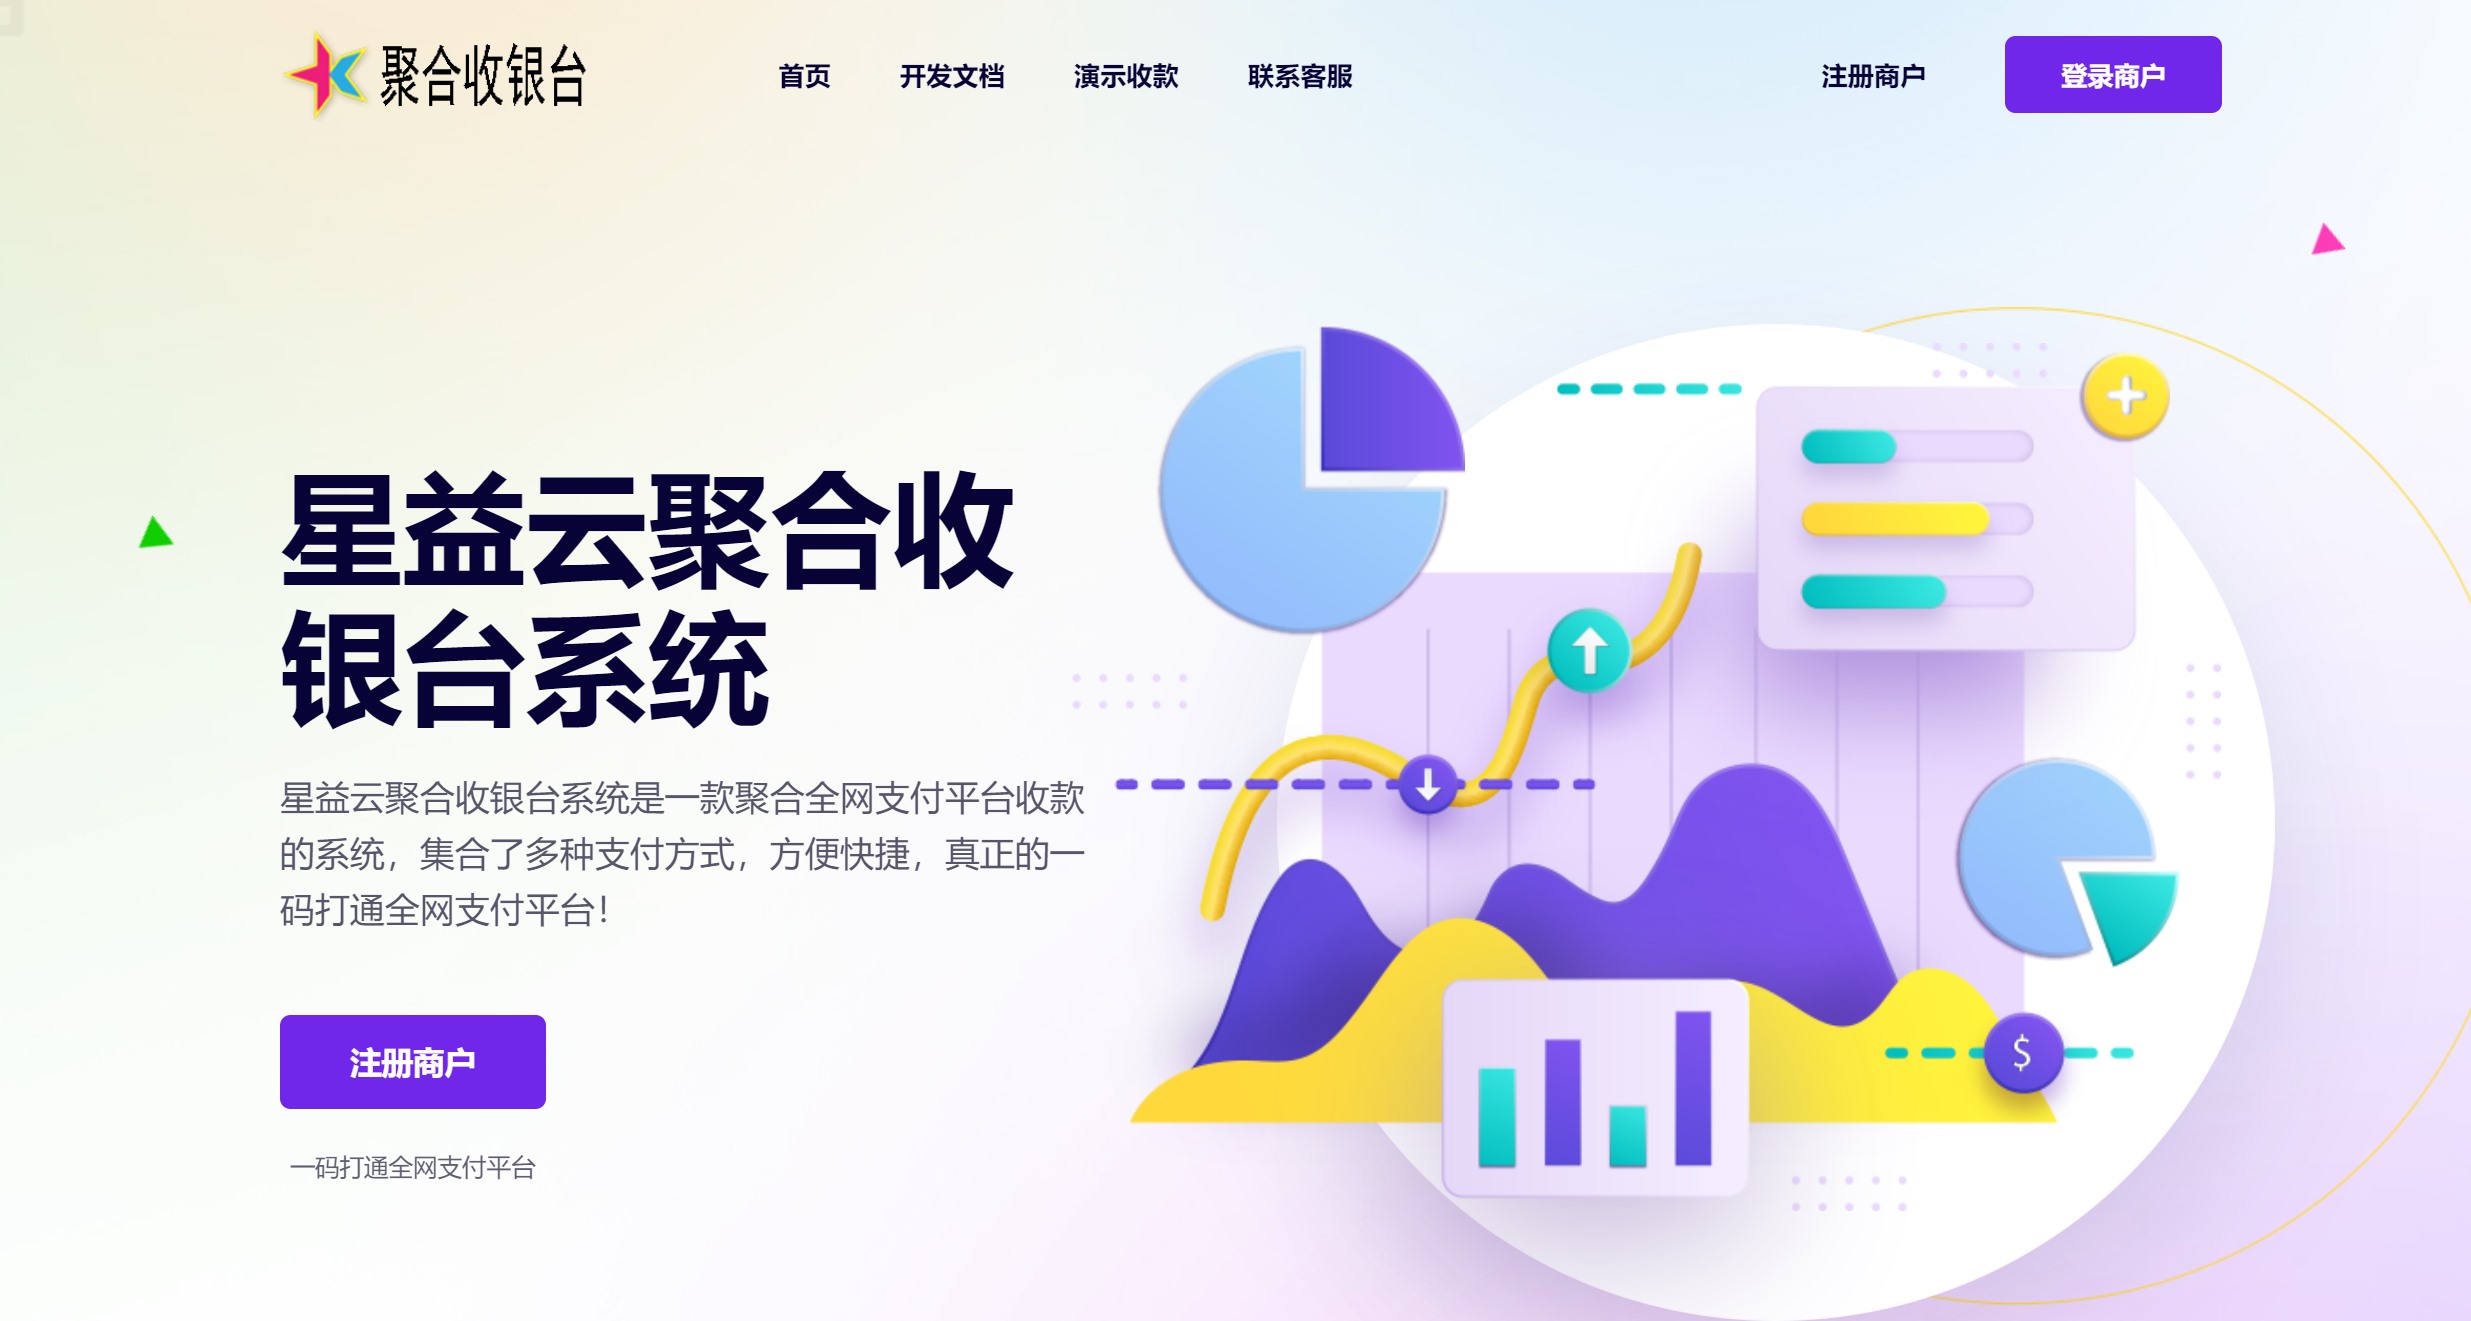 聚合收银台
首页
开发文档
演示收款
联系客服
注册商户
登录商户
星益云聚合收
银台系统
星益云聚合收银台系统是一款聚合全网支付平台收款
的系统，集合了多种支付方式，方便快捷，真正的一
码打通全网支付平台！
注册商户
一码打通全网支付平台
$